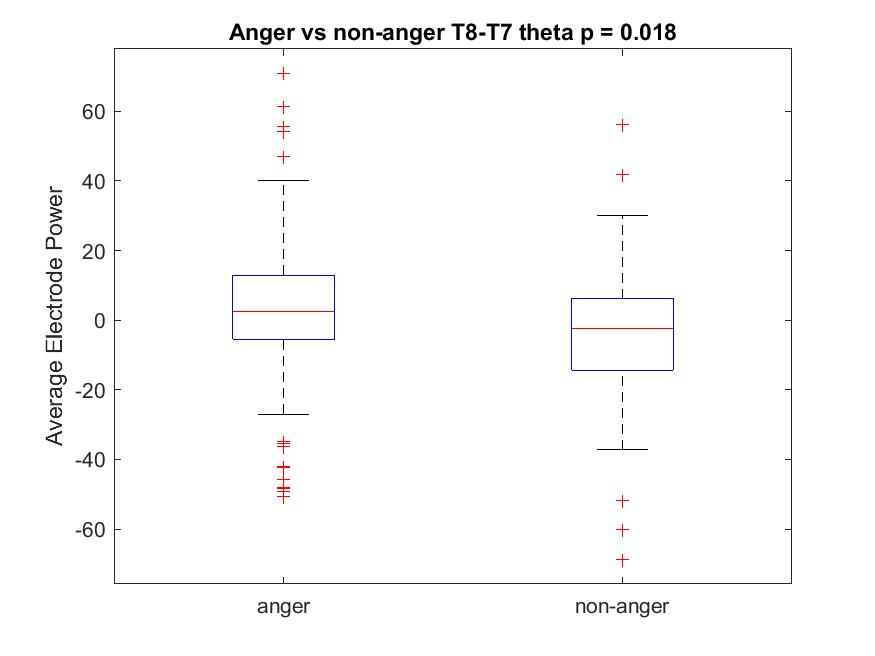 Anger vs non-anger T8-T7 theta p = 0.018
Average Electrode Power
60
40
20
0
-20
-40
-60
anger
non-anger